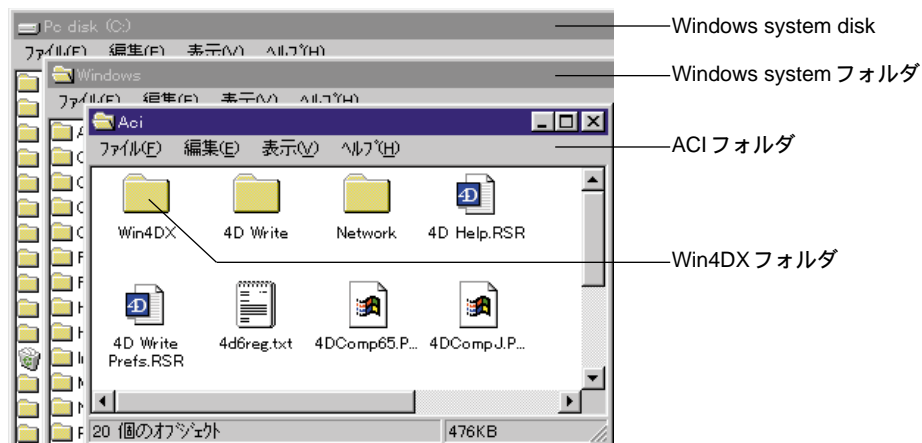 Pc disk (C:)
ファイル(F) 編集(E) 表示(V) ヘルプ(H)
Windows
ファイル(F) 編集(E) 表示(V) ヘルプ(H)
Aci
ファイル(F) 編集(E) 表示(V) ヘルプ(H)
Win4DX 4D Write Network 4D Help.RSR
4D Write Prefs.RSR 4d6reg.txt 4DComp65.P... 4DCompJ.P...
20 個のオブジェクト 476KB
Windows system disk
Windows system フォルダ
ACI フォルダ
Win4DX フォルダ